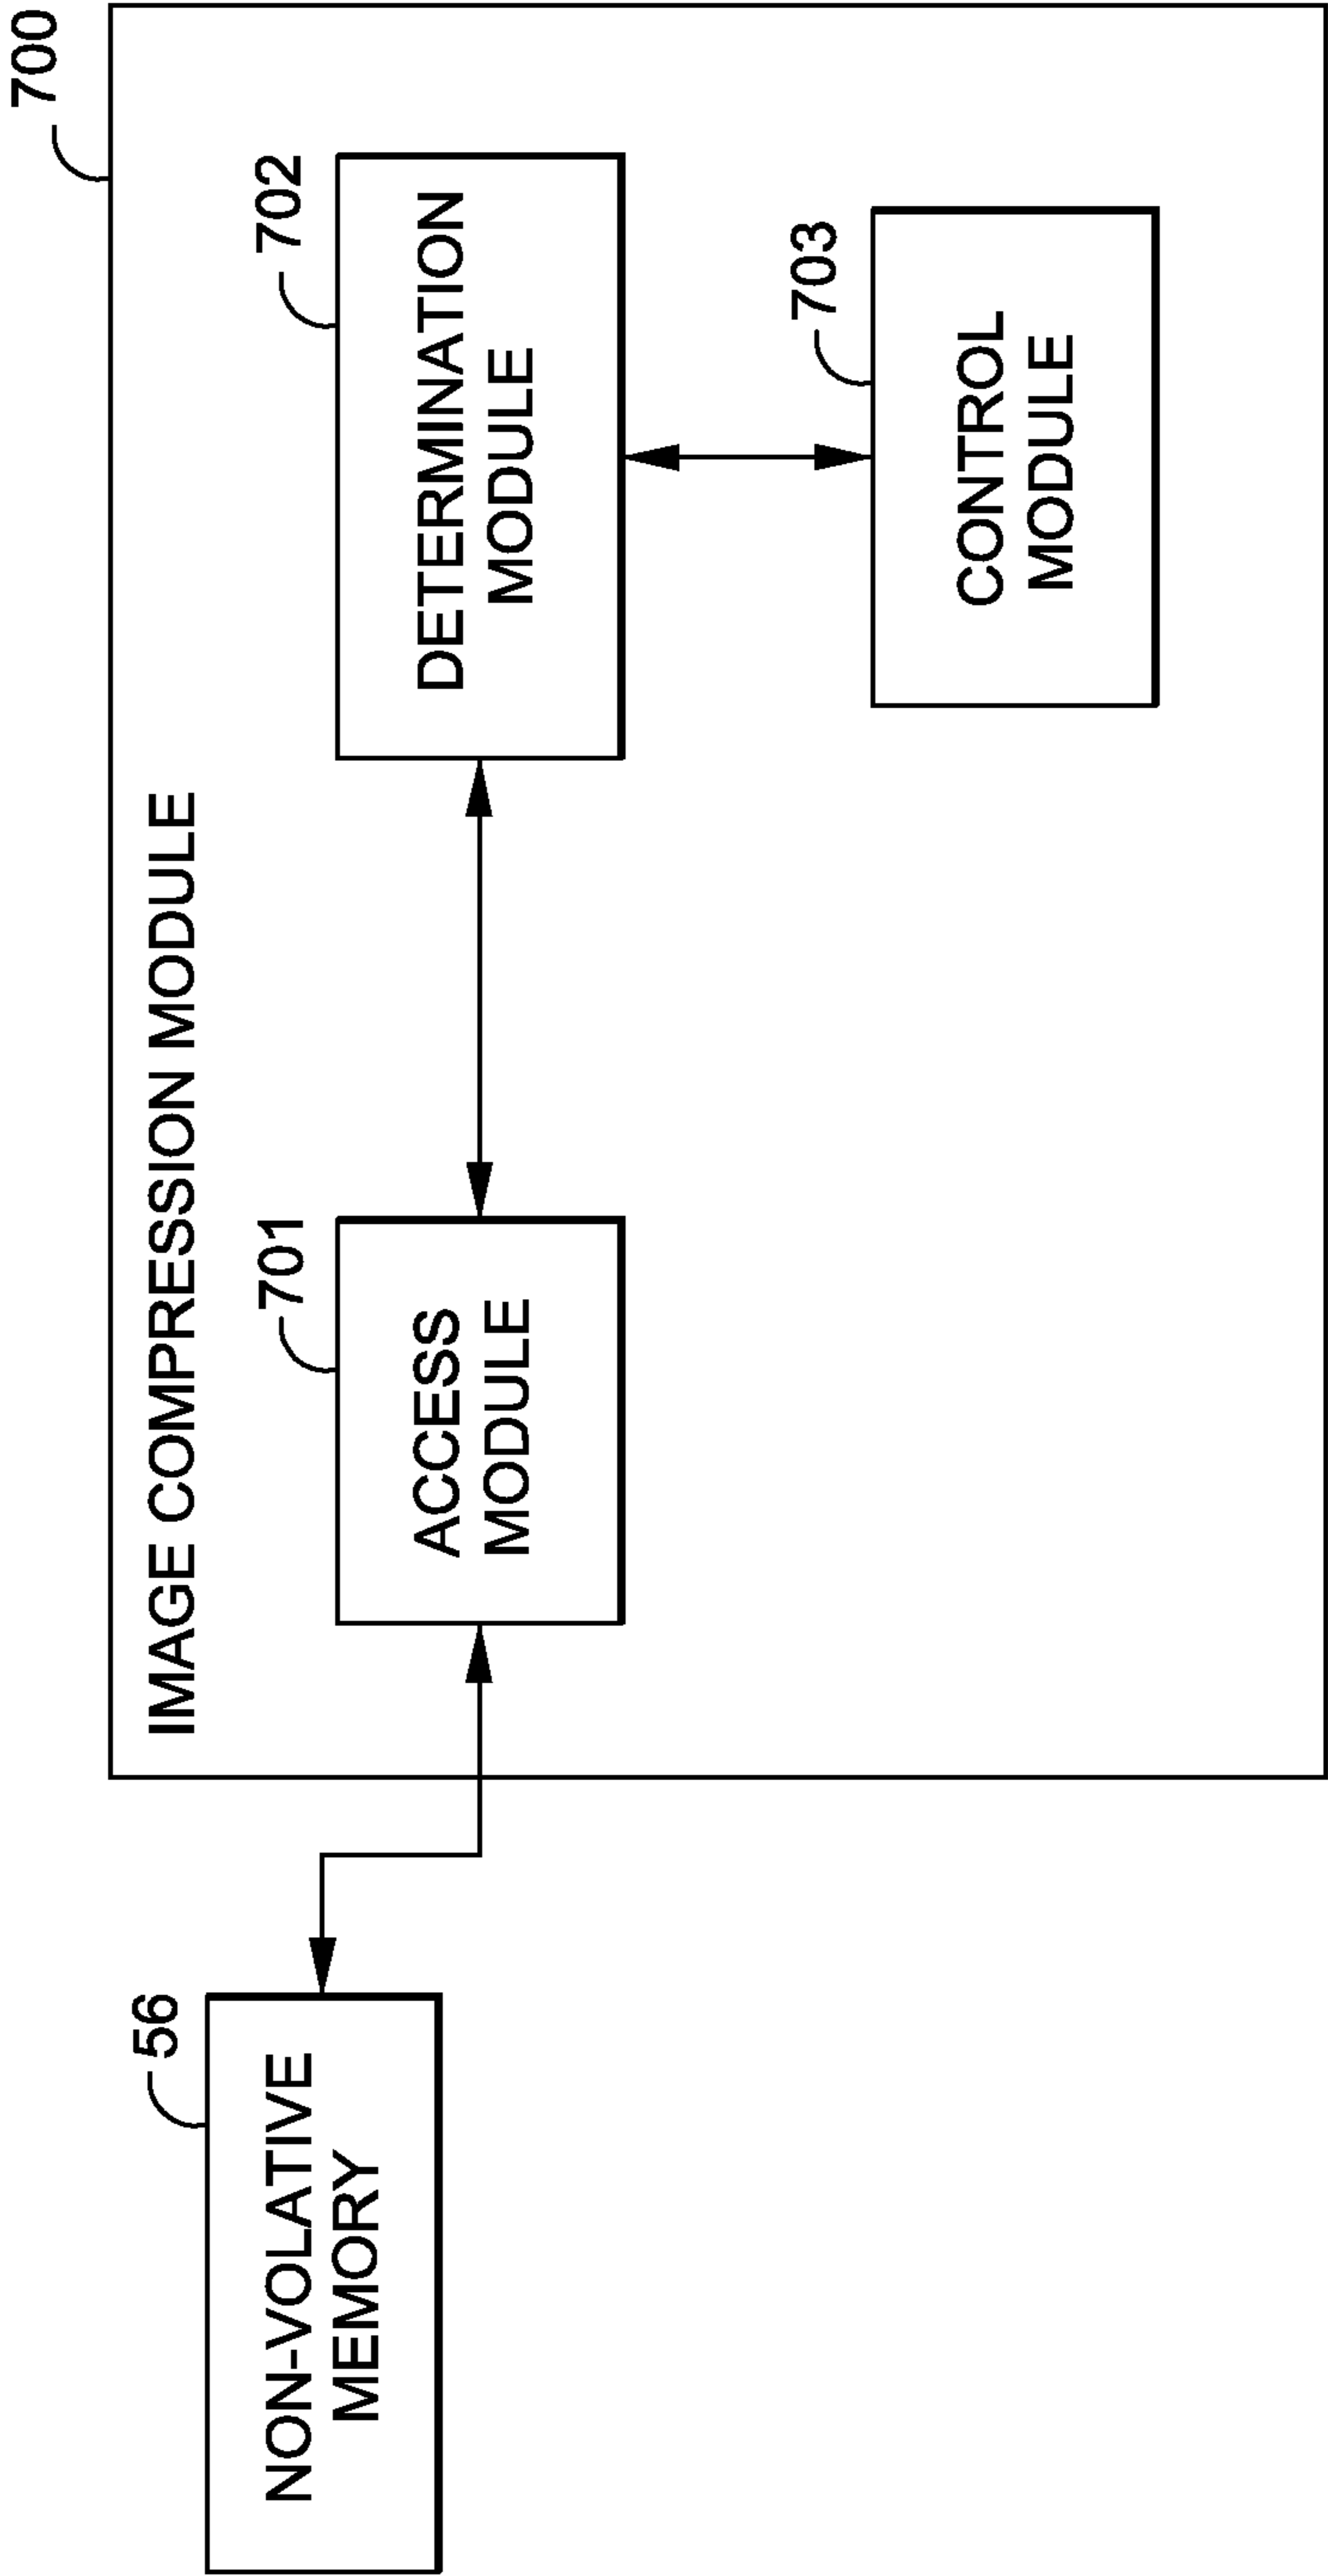 700
IMAGE COMPRESSION MODULE
56
NON-VOLATIVE
MEMORY
701
ACCESS
MODULE
702
DETERMINATION
MODULE
703
CONTROL
MODULE